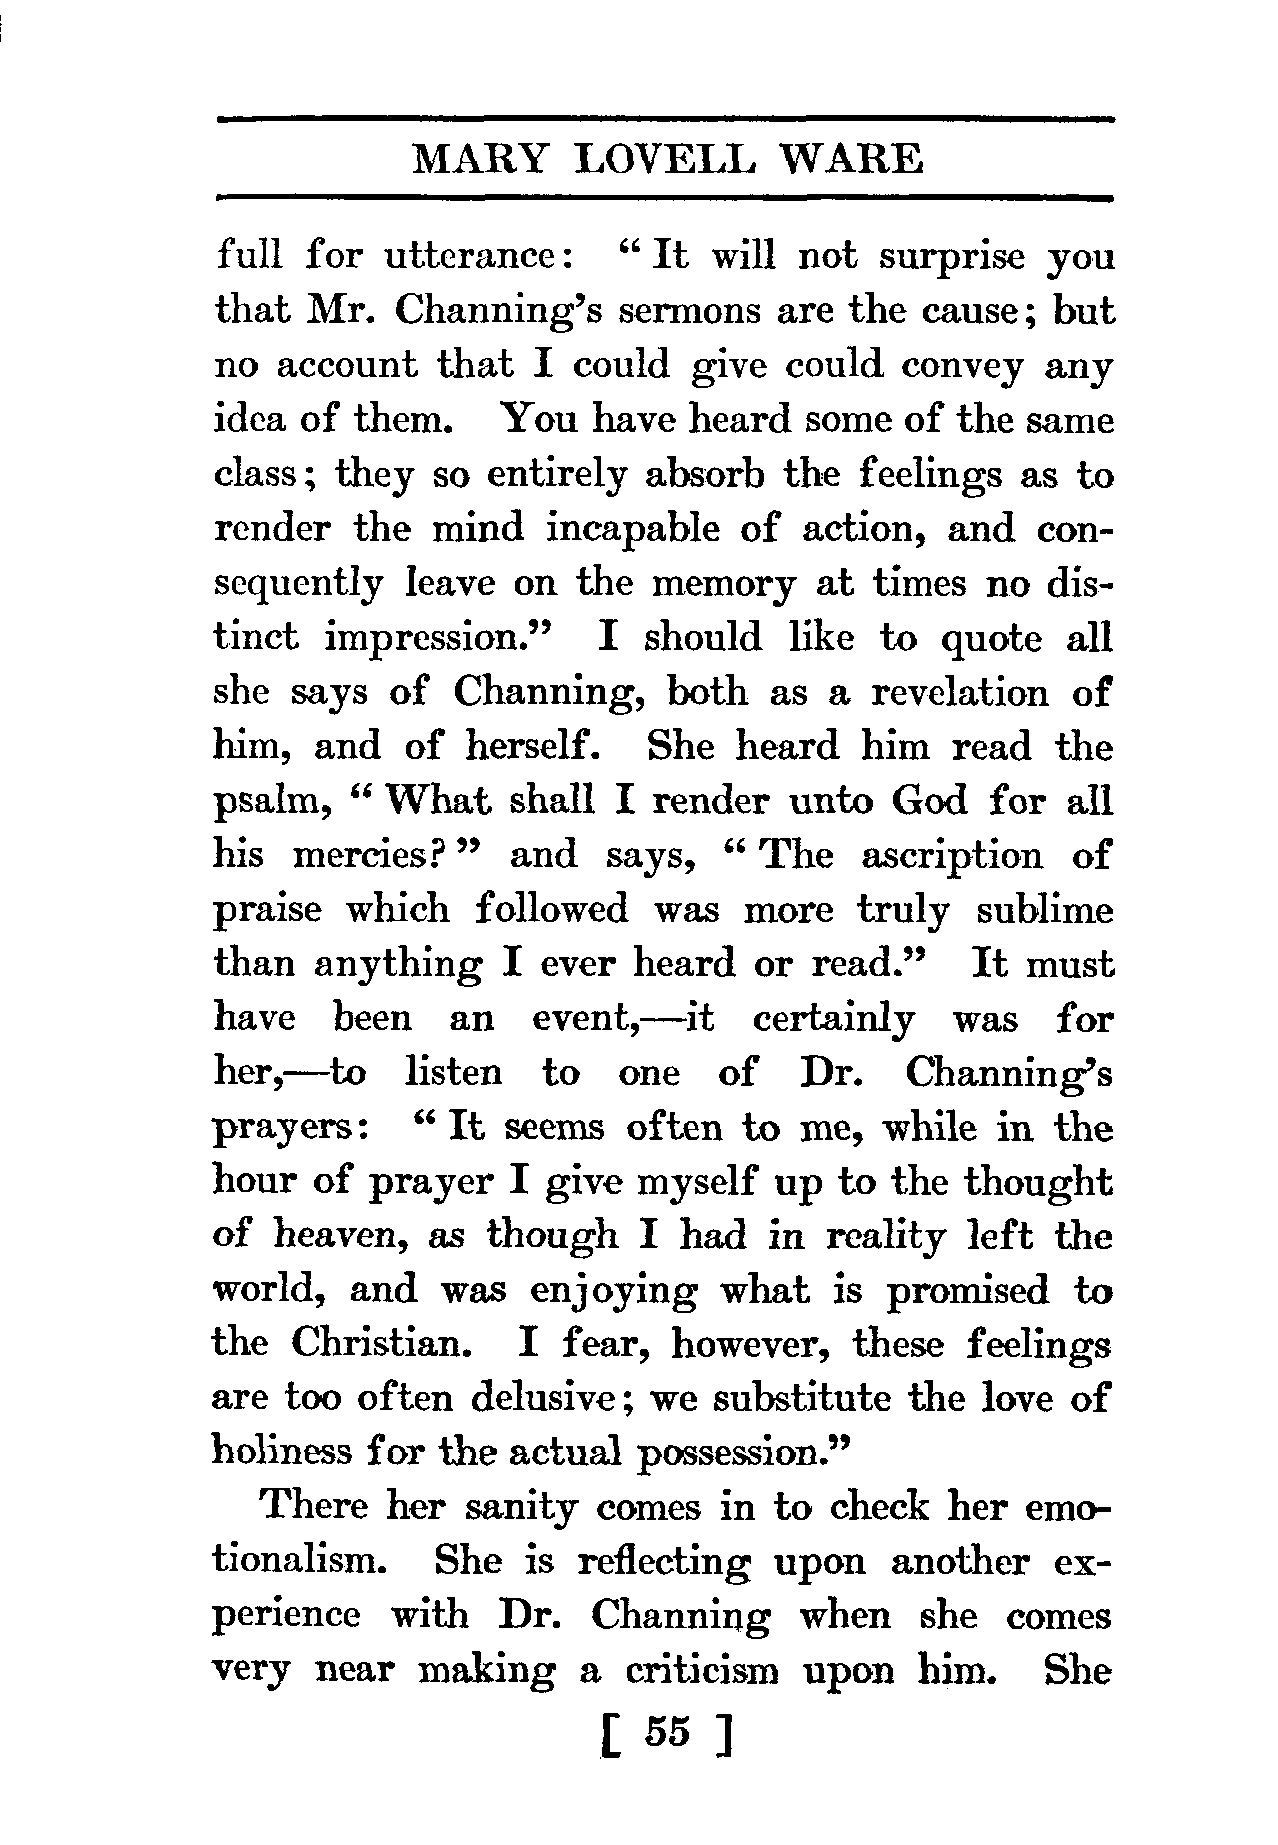 MARY LOVELL WARE
full for utterance: " It will not surprise you
that Mr. Channing's sermons are the cause; but
no account that I could give could convey any
idea of them. You have heard some of the same
class; they so entirely absorb the feelings as to
render the mind incapable of action, and con-
sequently leave on the memory at times no dis-
tinct impression." I should like to quote all
she says of Channing, both as a revelation of
him, and of herself. She heard him read the
psalm, " What shall I render unto God for all
his mercies? " and says, " The ascription of
praise which followed was more truly sublime
than anything I ever heard or read." It must
have been an event,—it certainly was for
her,—to listen to one of Dr. Channing's
prayers: " It seems often to me, while in the
hour of prayer I give myself up to the thought
of heaven, as though I had in reality left the
world, and was enjoying what is promised to
the Christian. I fear, however, these feelings
are too often delusive; we substitute the love of
holiness for the actual possession."
There her sanity comes in to check her emo-
tionalism. She is reflecting upon another ex-
perience with Dr. Channing when she comes
very near making a criticism upon him. She
[ 55 ]